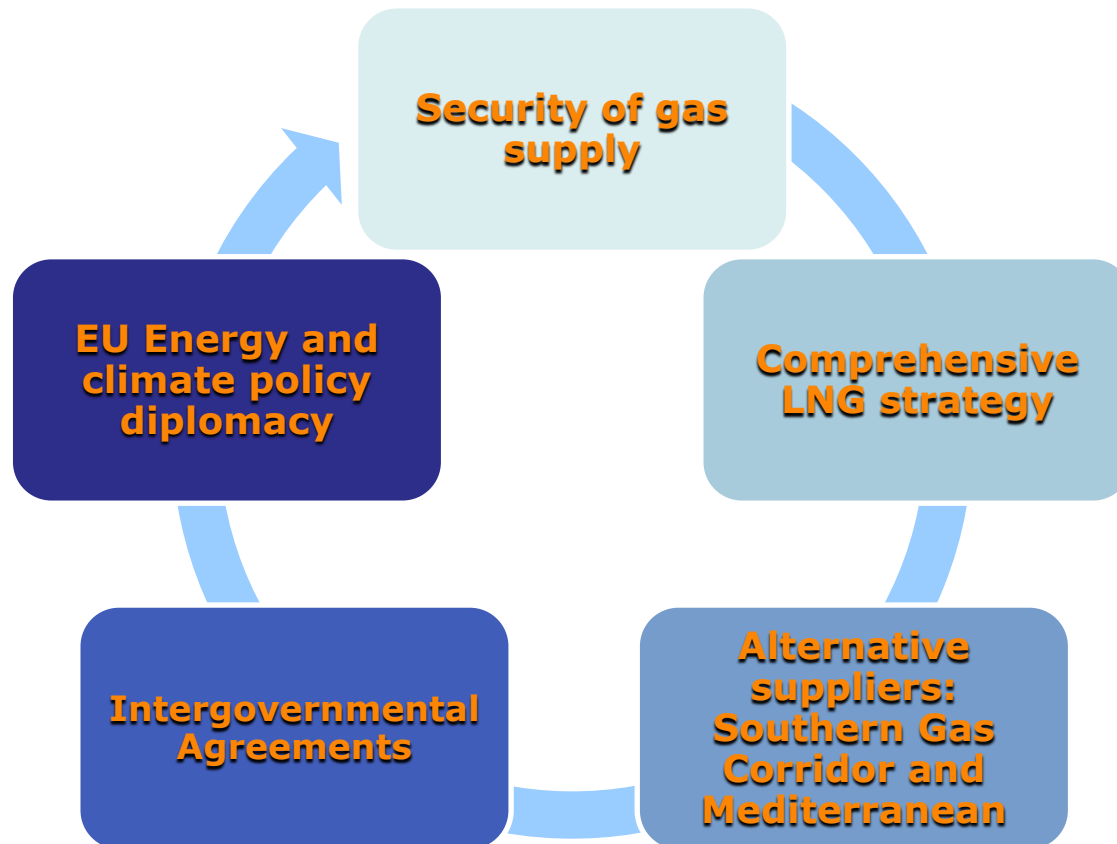 Security of gas
supply
Comprehensive
LNG strategy
Alternative
suppliers:
Southern Gas
Corridor and
Mediterranean
Intergovernmental
Agreements
EU Energy and
climate policy
diplomacy